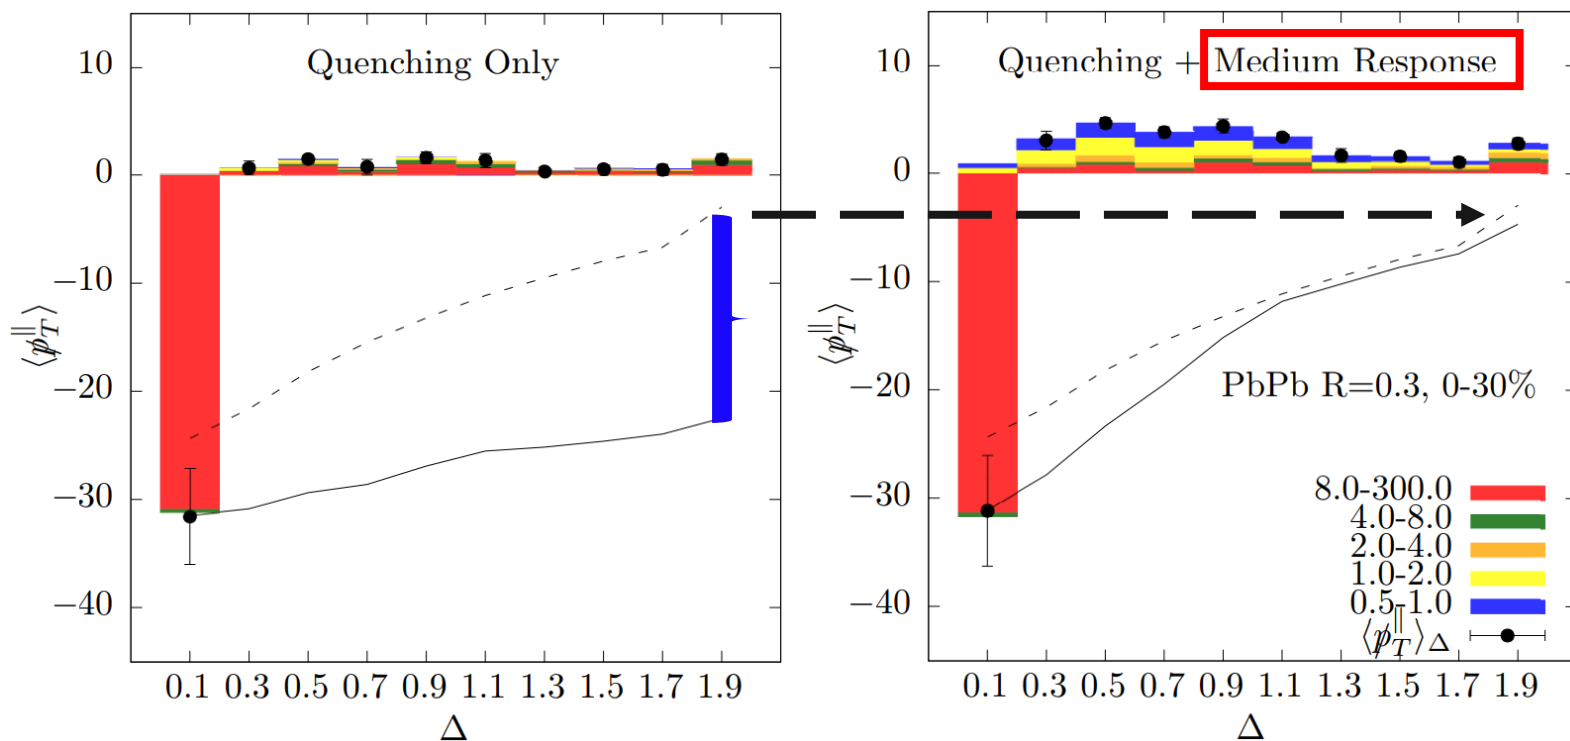 Quenching Only
10
0
−10
−20
−30
−40
⟨p̸_T^∥⟩
0.1 0.3 0.5 0.7 0.9 1.1 1.3 1.5 1.7 1.9
Δ
Quenching + Medium Response
10
0
−10
−20
−30
−40
⟨p̸_T^∥⟩
PbPb R=0.3, 0-30%
8.0-300.0
4.0-8.0
2.0-4.0
1.0-2.0
0.5-1.0
⟨p̸_T^∥⟩_Δ
0.1 0.3 0.5 0.7 0.9 1.1 1.3 1.5 1.7 1.9
Δ